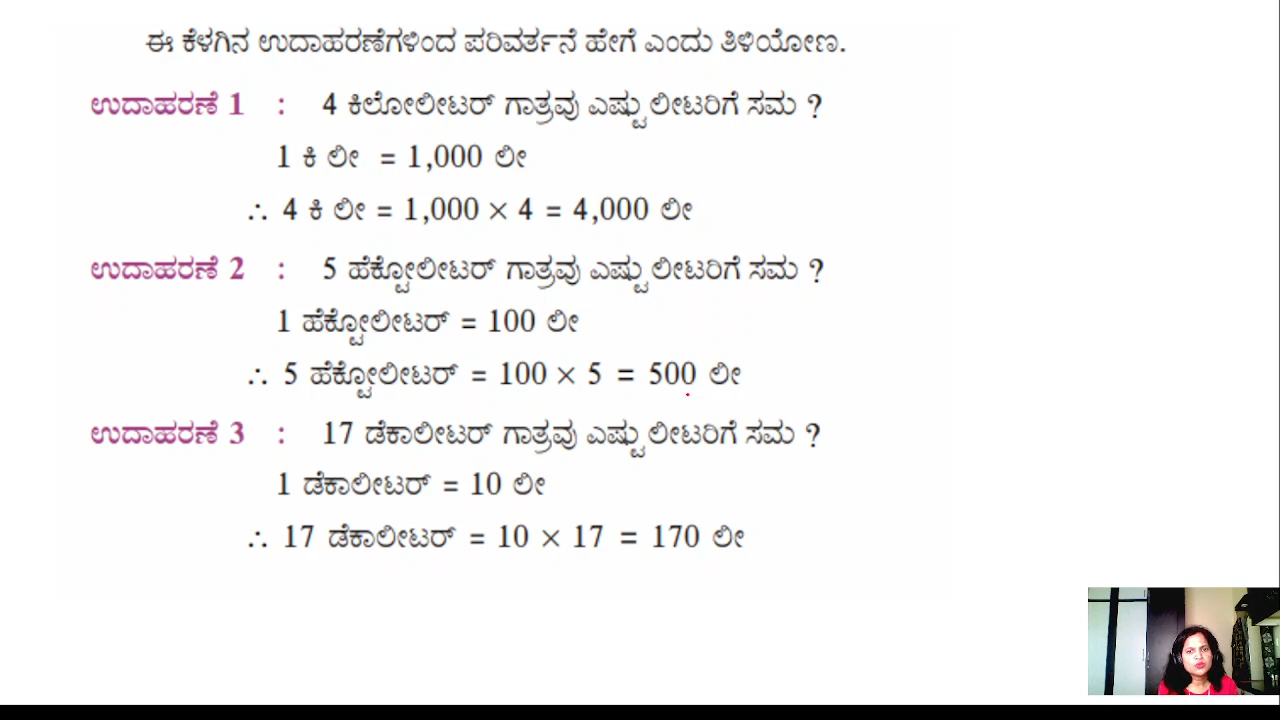 ಈ ಕೆಳಗಿನ ಉದಾಹರಣೆಗಳಿಂದ ಪರಿವರ್ತನೆ ಹೇಗೆ ಎಂದು ತಿಳಿಯೋಣ.
ಉದಾಹರಣೆ 1 : 4 ಕಿಲೋಲೀಟರ್ ಗಾತ್ರವು ಎಷ್ಟು ಲೀಟರಿಗೆ ಸಮ ?
1 ಕಿ ಲೀ = 1,000 ಲೀ
∴ 4 ಕಿ ಲೀ = 1,000 × 4 = 4,000 ಲೀ
ಉದಾಹರಣೆ 2 : 5 ಹೆಕ್ಟೋಲೀಟರ್ ಗಾತ್ರವು ಎಷ್ಟು ಲೀಟರಿಗೆ ಸಮ ?
1 ಹೆಕ್ಟೋಲೀಟರ್ = 100 ಲೀ
∴ 5 ಹೆಕ್ಟೋಲೀಟರ್ = 100 × 5 = 500 ಲೀ
ಉದಾಹರಣೆ 3 : 17 ಡೆಕಾಲೀಟರ್ ಗಾತ್ರವು ಎಷ್ಟು ಲೀಟರಿಗೆ ಸಮ ?
1 ಡೆಕಾಲೀಟರ್ = 10 ಲೀ
∴ 17 ಡೆಕಾಲೀಟರ್ = 10 × 17 = 170 ಲೀ